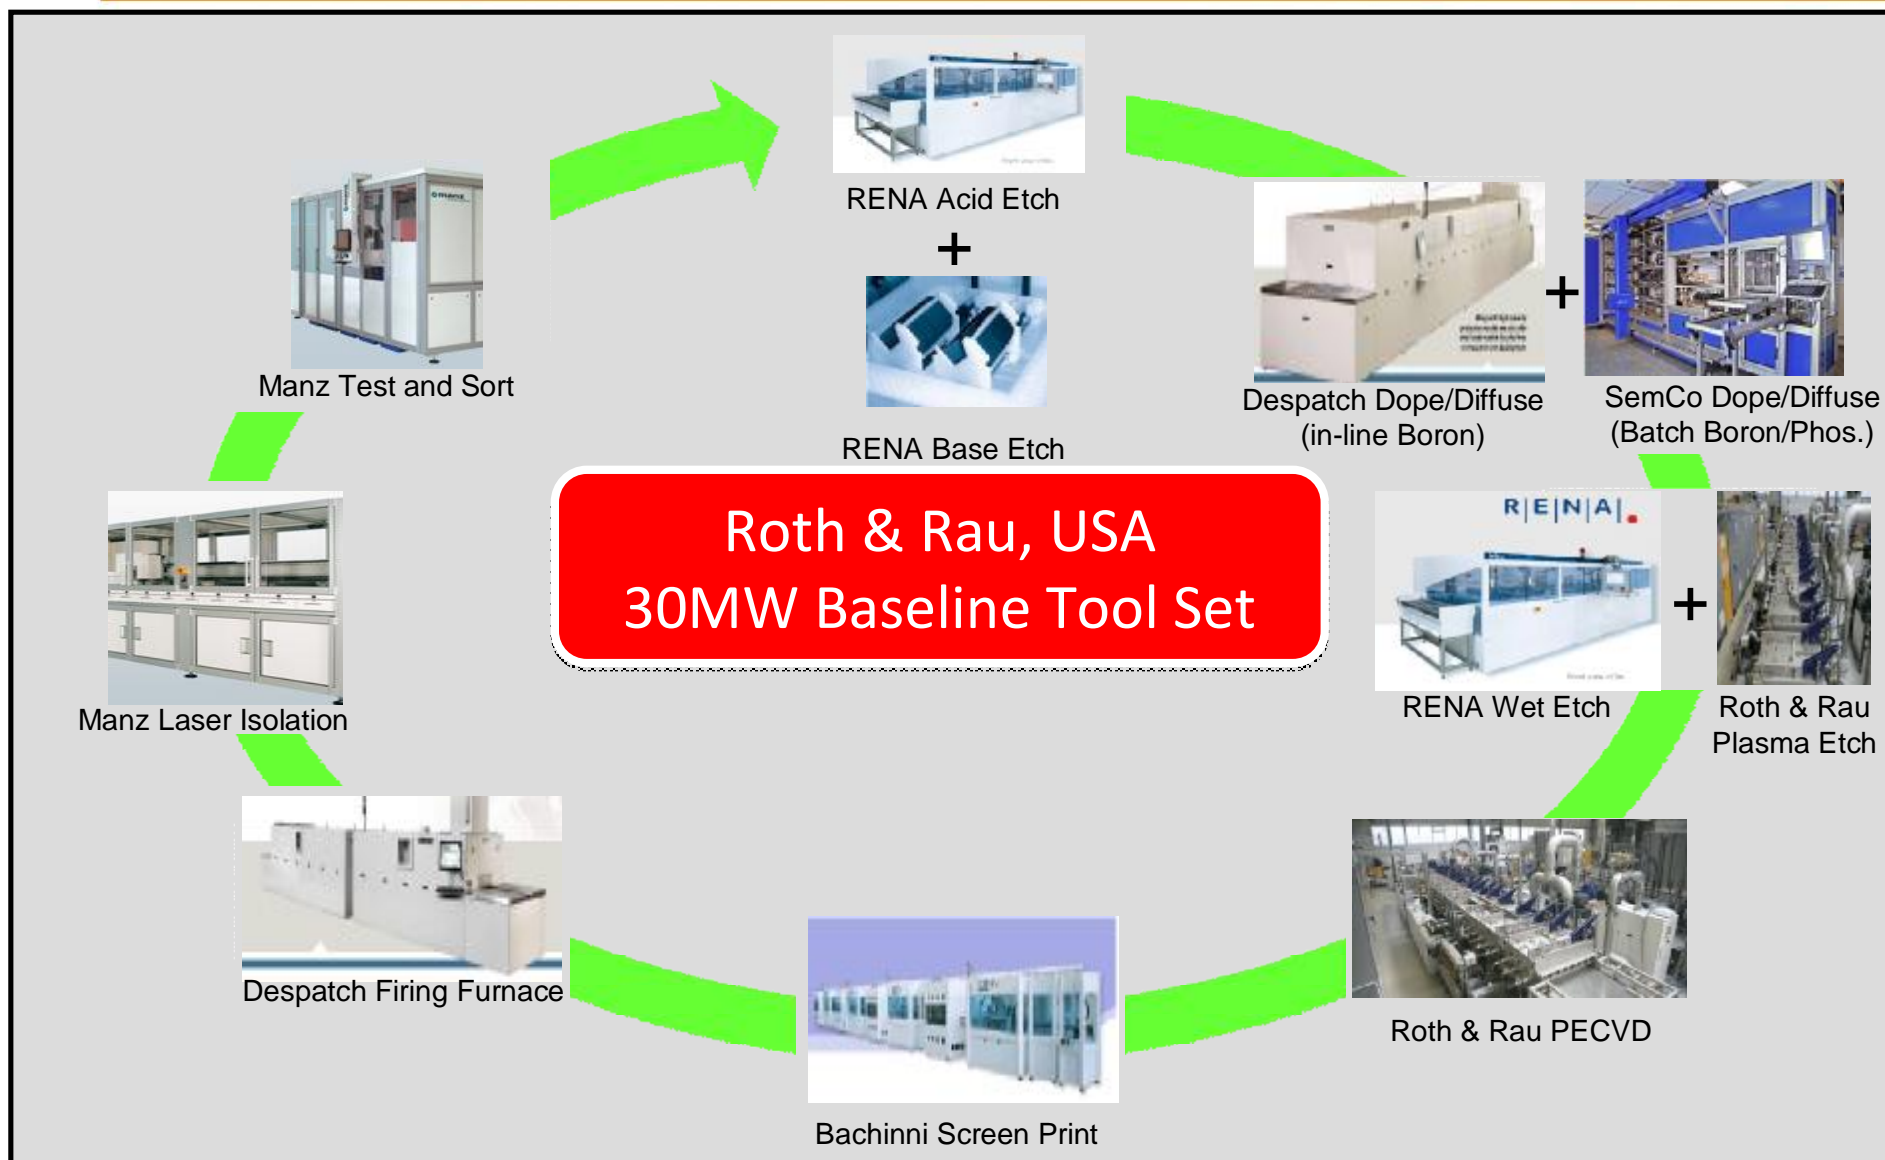 RENA Acid Etch
+
RENA Base Etch
Despatch Dope/Diffuse
(in-line Boron)
+
SemCo Dope/Diffuse
(Batch Boron/Phos.)
R|E|N|A|.
RENA Wet Etch
+
Roth & Rau
Plasma Etch
Roth & Rau PECVD
Bachinni Screen Print
Despatch Firing Furnace
Manz Laser Isolation
manz
Manz Test and Sort
Roth & Rau, USA
30MW Baseline Tool Set